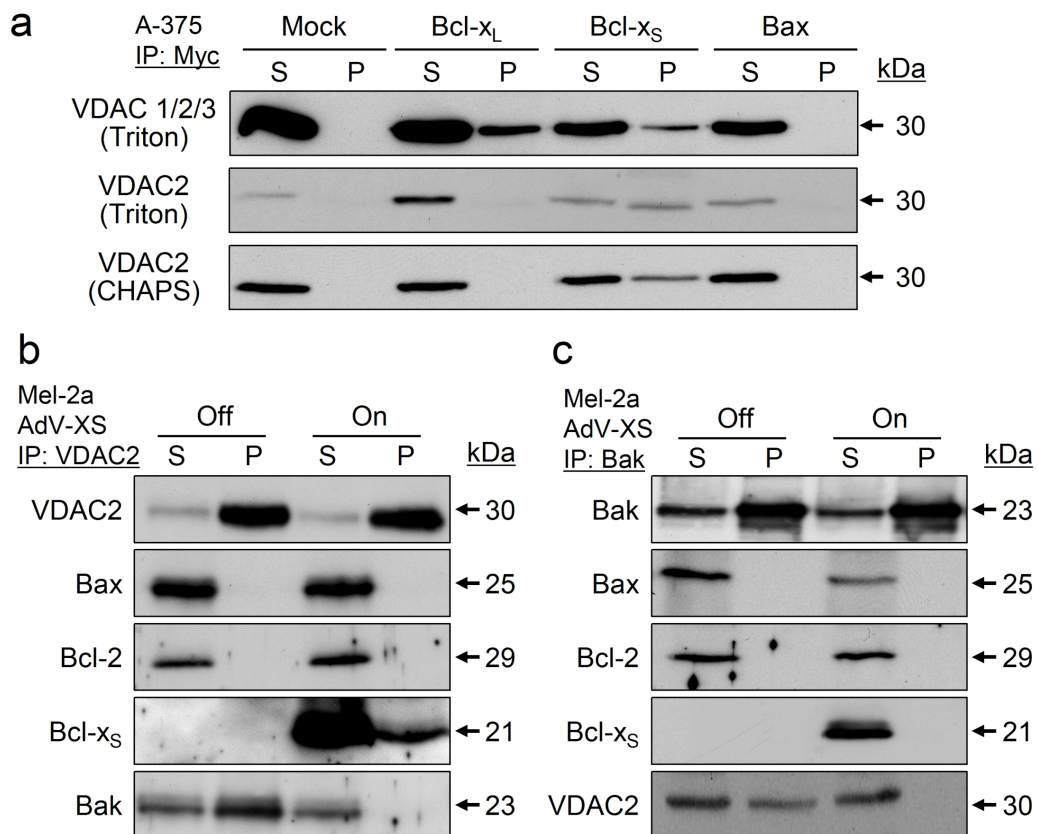 a
A-375
IP: Myc
Mock Bcl-xL Bcl-xS Bax
S P S P S P S P kDa
VDAC 1/2/3
(Triton) 30
VDAC2
(Triton) 30
VDAC2
(CHAPS) 30
b
Mel-2a
AdV-XS
IP: VDAC2
Off On
S P S P kDa
VDAC2 30
Bax 25
Bcl-2 29
Bcl-xS 21
Bak 23
c
Mel-2a
AdV-XS
IP: Bak
Off On
S P S P kDa
Bak 23
Bax 25
Bcl-2 29
Bcl-xS 21
VDAC2 30